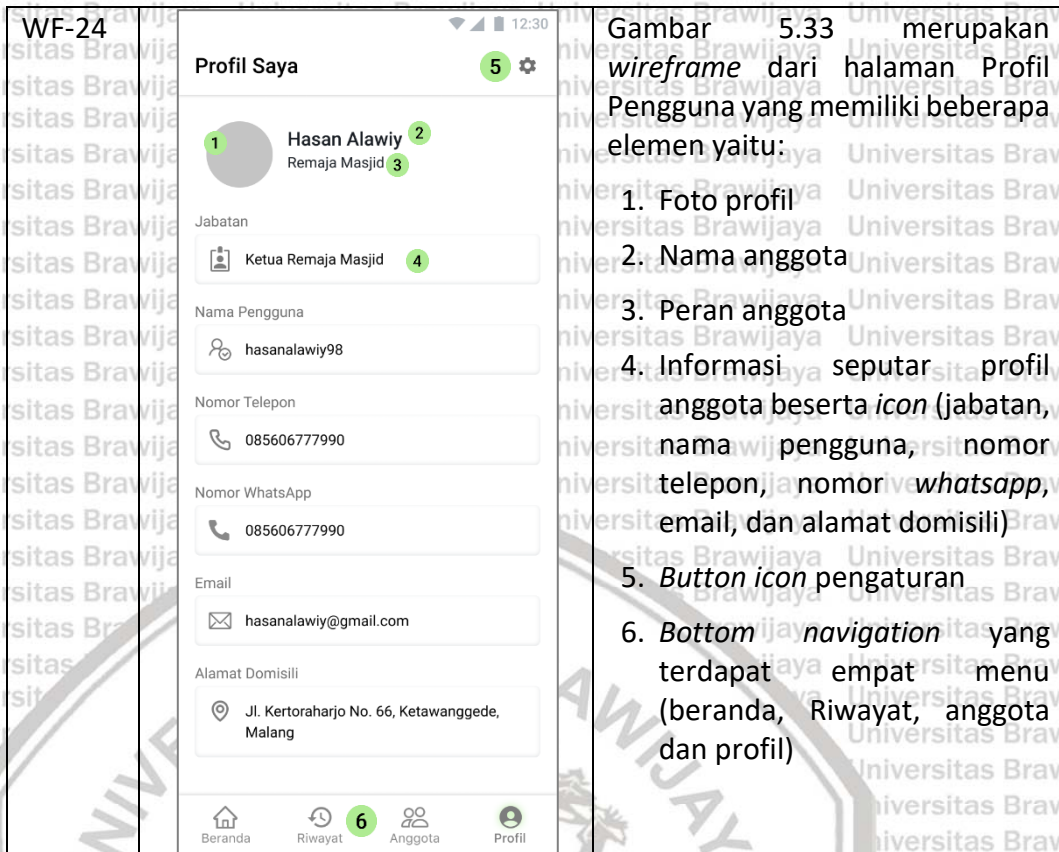 WF-24
12:30
Profil Saya
5
1
Hasan Alawiy 2
Remaja Masjid 3
Jabatan
Ketua Remaja Masjid 4
Nama Pengguna
hasanalawiy98
Nomor Telepon
085606777990
Nomor WhatsApp
085606777990
Email
hasanalawiy@gmail.com
Alamat Domisili
Jl. Kertoraharjo No. 66, Ketawanggede,
Malang
6
Beranda Riwayat Anggota Profil
Gambar 5.33 merupakan
wireframe dari halaman Profil
Pengguna yang memiliki beberapa
elemen yaitu:
1. Foto profil
2. Nama anggota
3. Peran anggota
4. Informasi seputar profil
anggota beserta icon (jabatan,
nama pengguna, nomor
telepon, nomor whatsapp,
email, dan alamat domisili)
5. Button icon pengaturan
6. Bottom navigation yang
terdapat empat menu
(beranda, Riwayat, anggota
dan profil)
Universitas Brawijaya